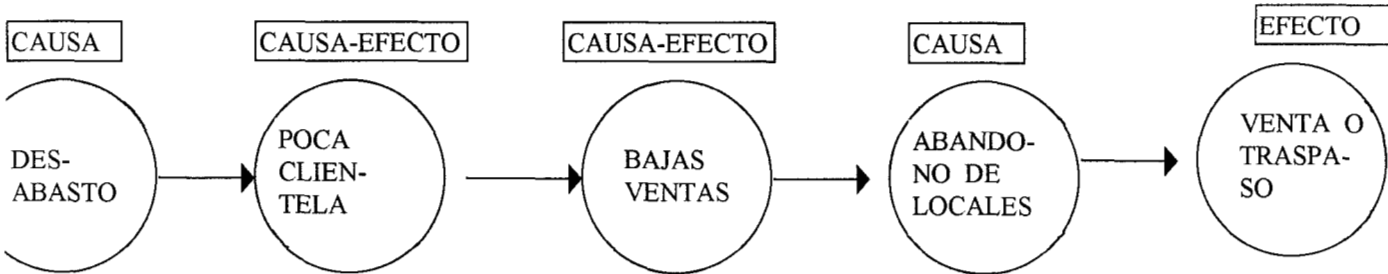 CAUSA
CAUSA-EFECTO
CAUSA-EFECTO
CAUSA
EFECTO
DES-
ABASTO
POCA
CLIEN-
TELA
BAJAS
VENTAS
ABANDO-
NO DE
LOCALES
VENTA O
TRASPA-
SO